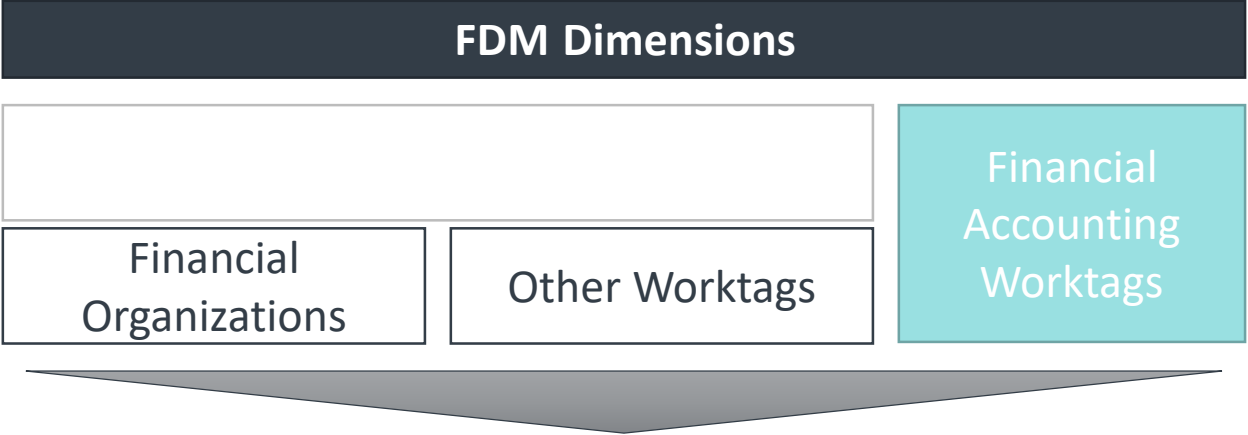 FDM Dimensions
Financial
Organizations
Other Worktags
Financial
Accounting
Worktags